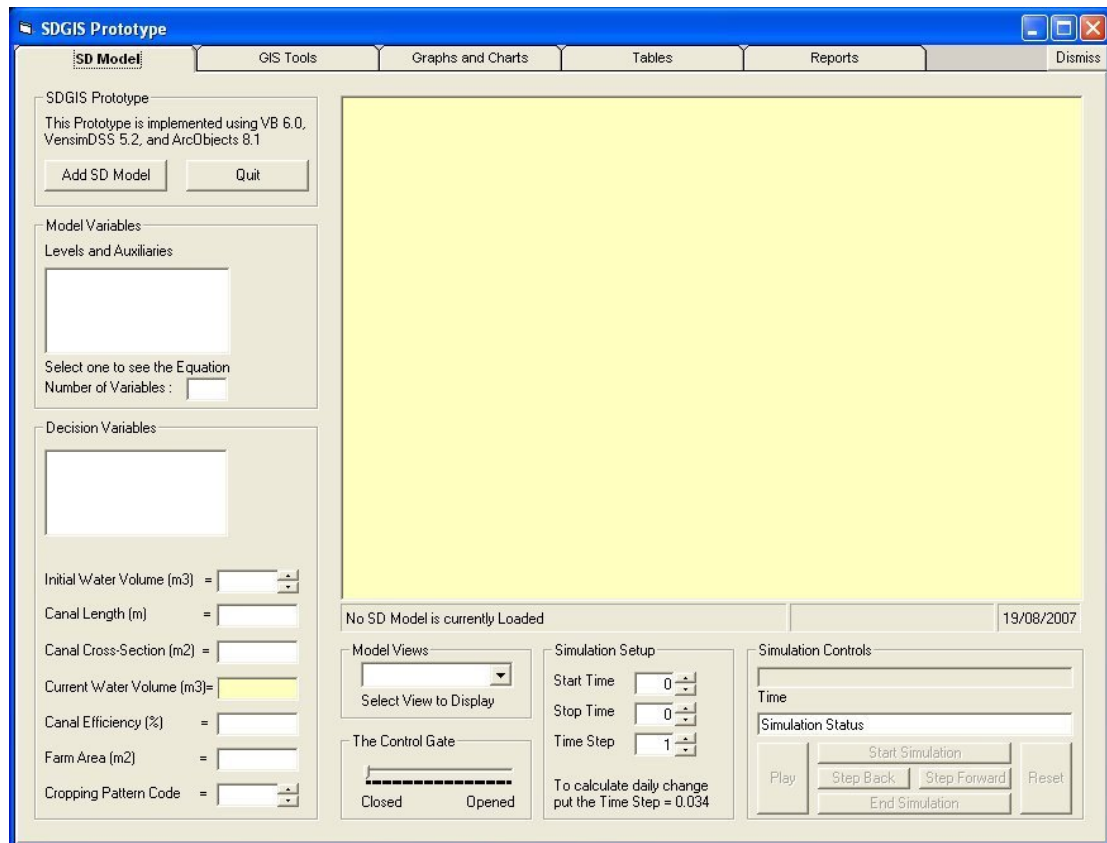 SDGIS Prototype
SD Model
GIS Tools
Graphs and Charts
Tables
Reports
Dismiss
SDGIS Prototype
This Prototype is implemented using VB 6.0,
VensimDSS 5.2, and ArcObjects 8.1
Add SD Model
Quit
Model Variables
Levels and Auxiliaries
Select one to see the Equation
Number of Variables :
Decision Variables
Initial Water Volume (m3) =
Canal Length (m) =
Canal Cross-Section (m2) =
Current Water Volume (m3)=
Canal Efficiency (%) =
Farm Area (m2) =
Cropping Pattern Code =
No SD Model is currently Loaded
19/08/2007
Model Views
Select View to Display
The Control Gate
Closed
Opened
Simulation Setup
Start Time 0
Stop Time 0
Time Step 1
To calculate daily change
put the Time Step = 0.034
Simulation Controls
Time
Simulation Status
Play
Start Simulation
Step Back
Step Forward
End Simulation
Reset